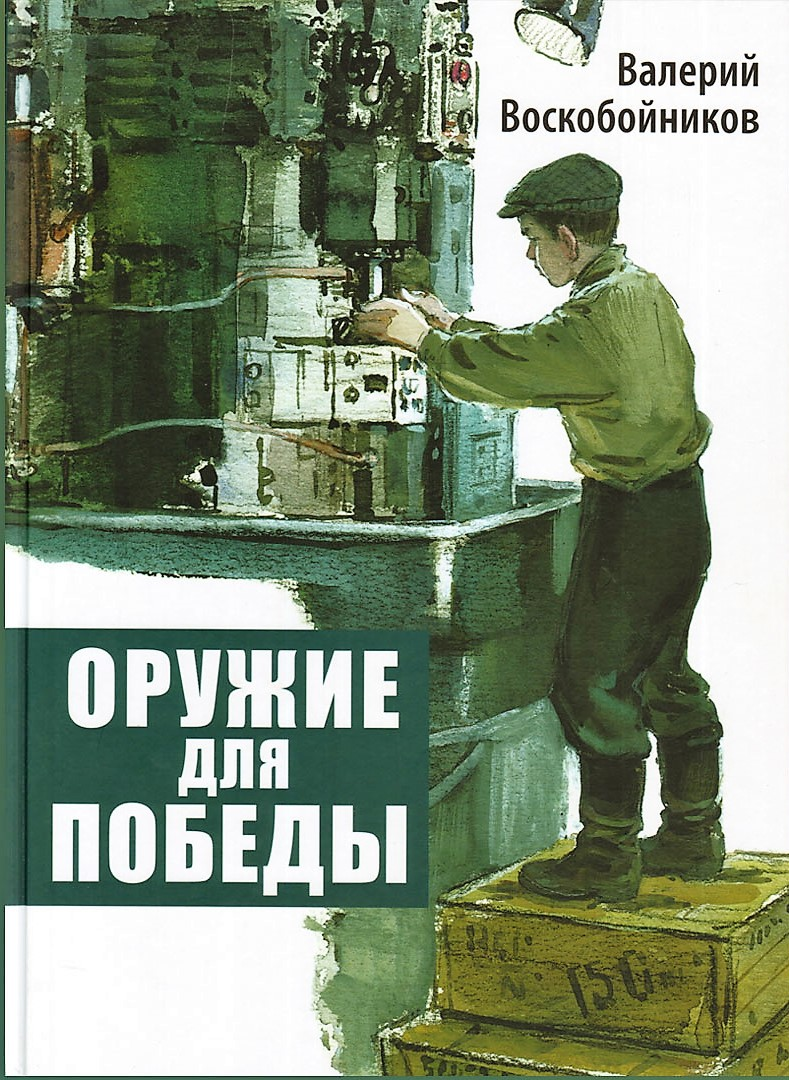 Валерий
Воскобойников
ОРУЖИЕ
для
ПОБЕДЫ
150